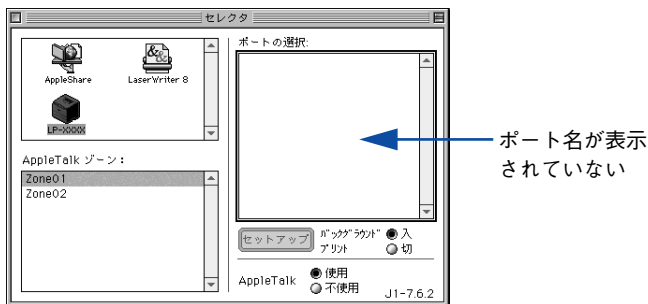 セレクタ
AppleShare
LaserWriter 8
LP-XXXX
AppleTalk ゾーン：
Zone01
Zone02
ポートの選択:
セットアップ
ﾊﾞｯｸｸﾞﾗｳﾝﾄﾞ
ﾌﾟﾘﾝﾄ
入
切
AppleTalk
使用
不使用
J1-7.6.2
ポート名が表示
されていない